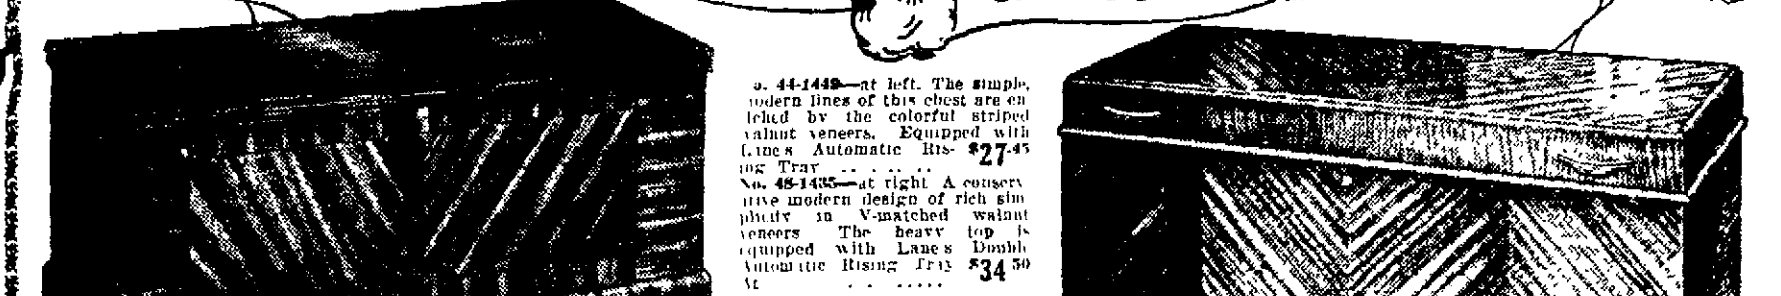 o. 44-1449—at left. The simple,
modern lines of this chest are en
riched by the colorful striped
walnut veneers. Equipped with
Lane's Automatic Ris- $27.45
ing Tray .. . .. ..
No. 48-1435—at right A conserv
ative modern design of rich sim
plicity in V-matched walnut
veneers The heavy top is
equipped with Lane's Double
Automatic Rising Tray $34 50
At . . .....